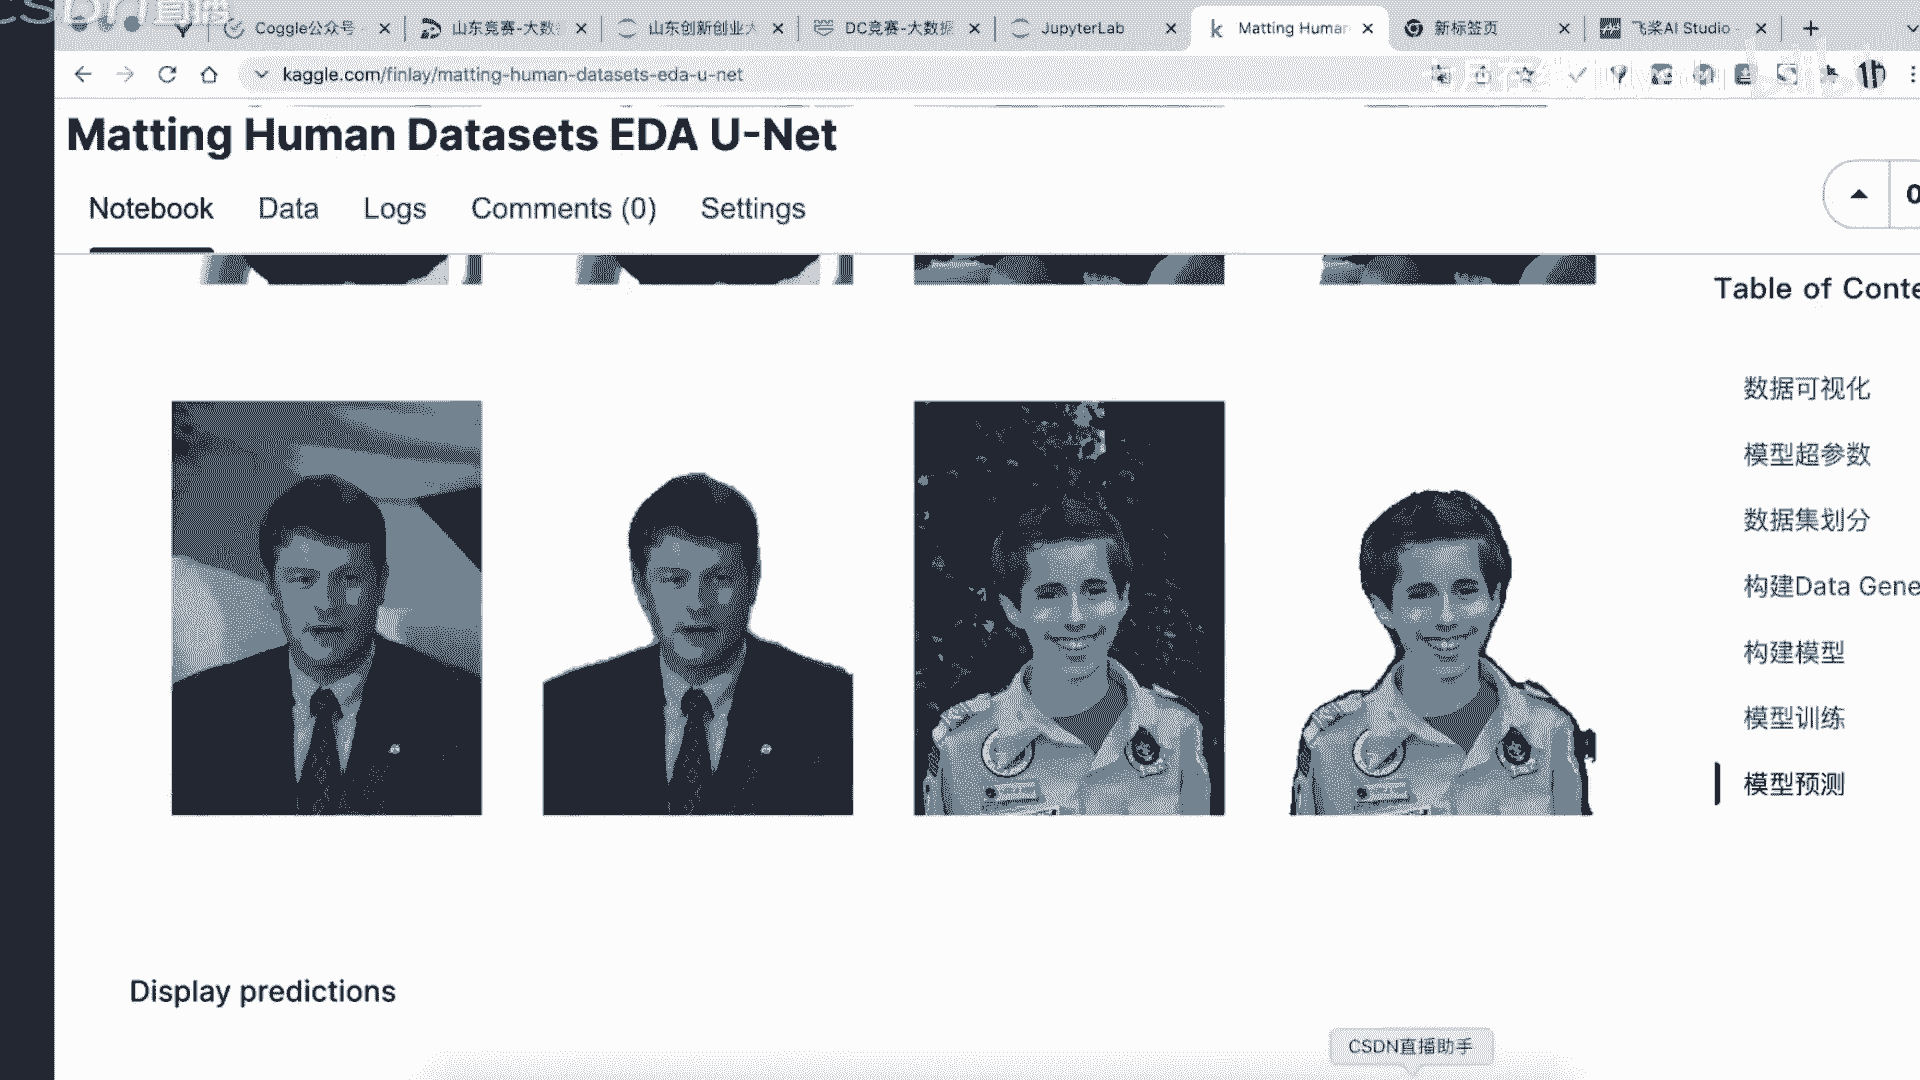 CSDN直播
Coggle公众号
山东竞赛-大数据
山东创新创业大
DC竞赛-大数据
JupyterLab
Matting Human
新标签页
飞桨AI Studio -
kaggle.com/finlay/matting-human-datasets-eda-u-net
Matting Human Datasets EDA U-Net
Notebook
Data
Logs
Comments (0)
Settings
0
Table of Conte
数据可视化
模型超参数
数据集划分
构建Data Gene
构建模型
模型训练
模型预测
Display predictions
CSDN直播助手